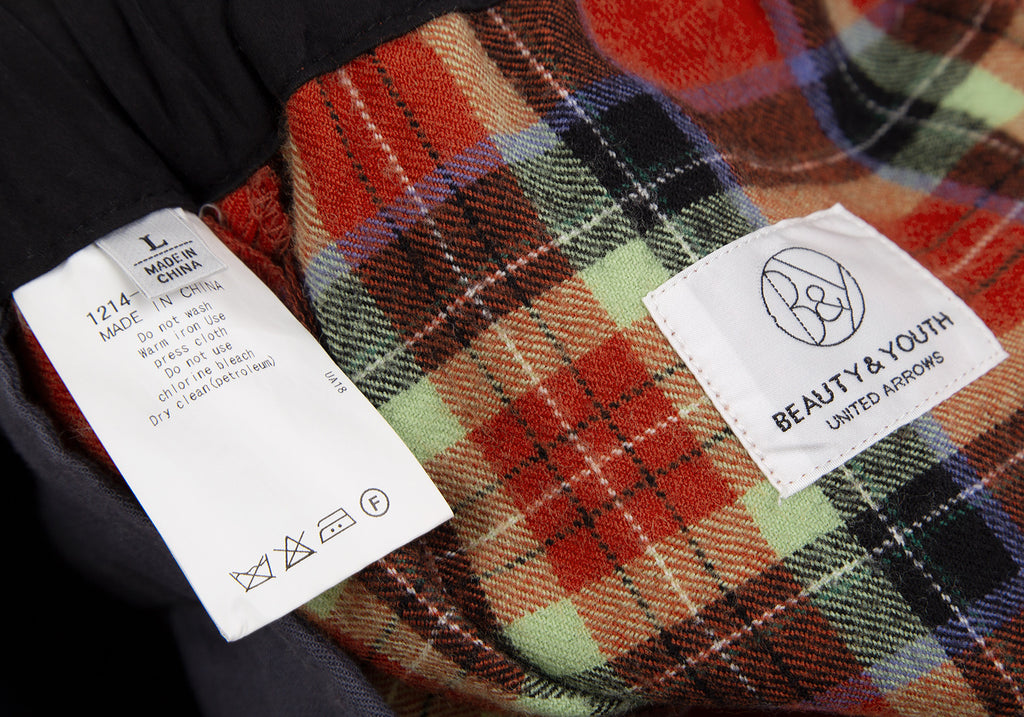 L
MADE IN
CHINA
1214-
MADE IN CHINA
Do not wash
Warm iron Use
press cloth
Do not use
chlorine bleach
Dry clean(petroleum)
UA18
F
B&Y
BEAUTY & YOUTH
UNITED ARROWS